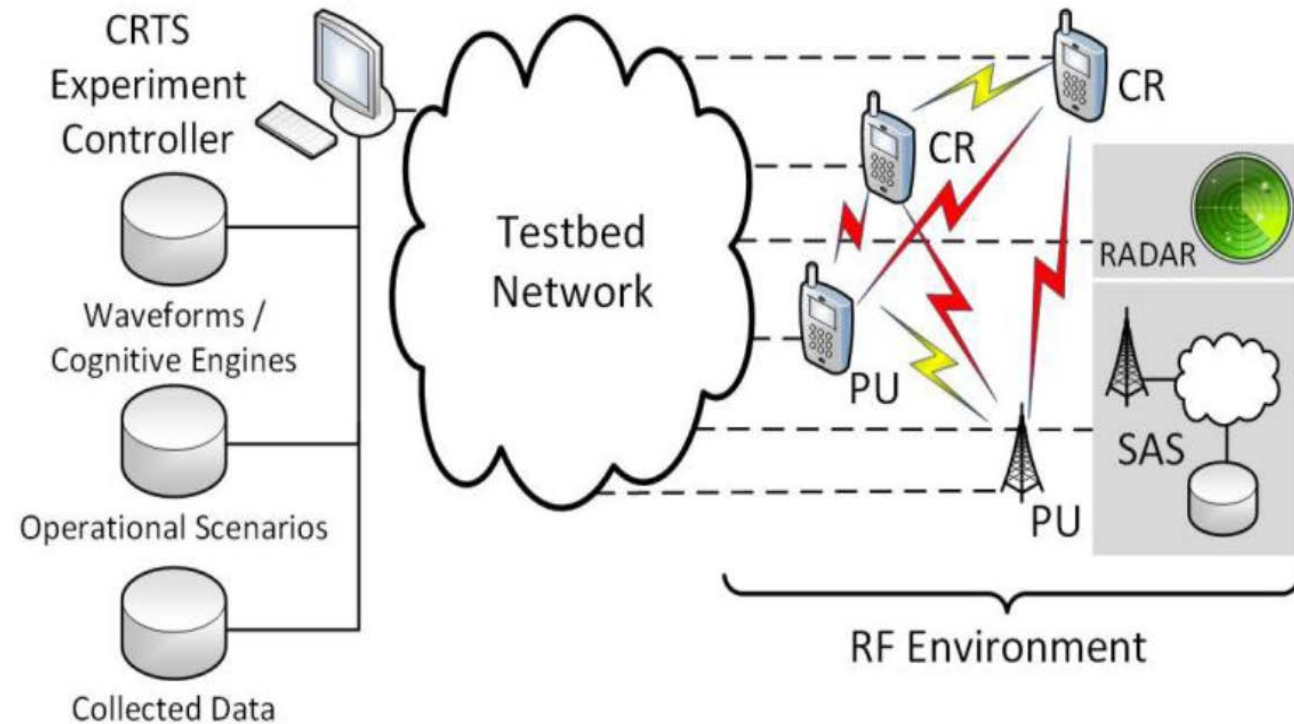 CRTS
Experiment
Controller
Waveforms /
Cognitive Engines
Operational Scenarios
Collected Data
Testbed
Network
CR
CR
RADAR
PU
SAS
PU
RF Environment